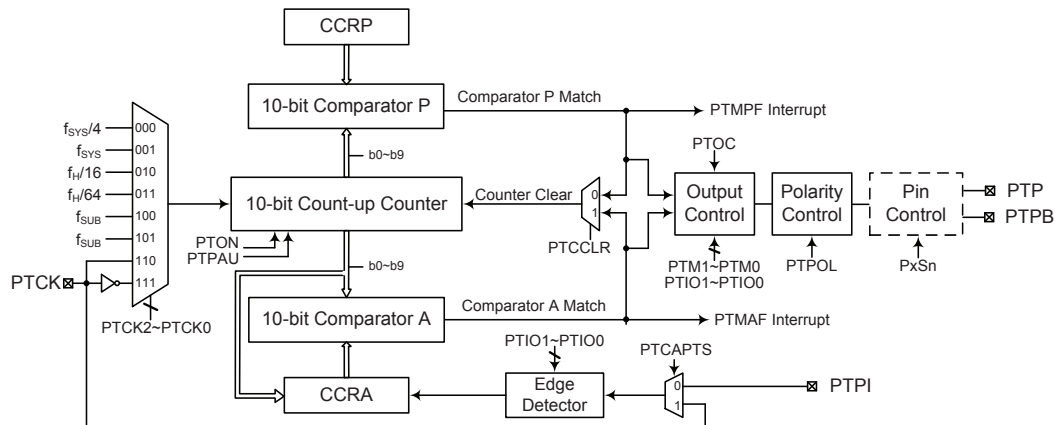 CCRP
10-bit Comparator P
Comparator P Match
PTMPF Interrupt
b0~b9
fSYS/4
000
fSYS
001
fH/16
010
fH/64
011
fSUB
100
fSUB
101
110
111
PTCK
PTCK2~PTCK0
10-bit Count-up Counter
PTON
PTPAU
Counter Clear
0
1
PTCCLR
PTOC
Output
Control
PTM1~PTM0
PTIO1~PTIO0
Polarity
Control
PTPOL
Pin
Control
PxSn
PTP
PTPB
b0~b9
10-bit Comparator A
Comparator A Match
PTMAF Interrupt
CCRA
PTIO1~PTIO0
Edge
Detector
PTCAPTS
0
1
PTPI